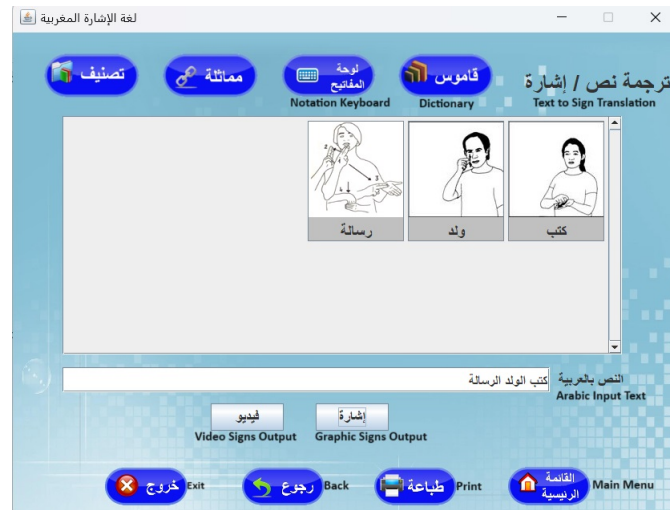 لغة الإشارة المغربية
ترجمة نص / إشارة
Text to Sign Translation
قاموس
Dictionary
لوحة
المفاتيح
Notation Keyboard
مماثلة
تصنيف
كتب
ولد
رسالة
النص بالعربية
Arabic Input Text
كتب الولد الرسالة
إشارة
Graphic Signs Output
فيديو
Video Signs Output
القائمة
الرئيسية
Main Menu
طباعة
Print
رجوع
Back
خروج
Exit